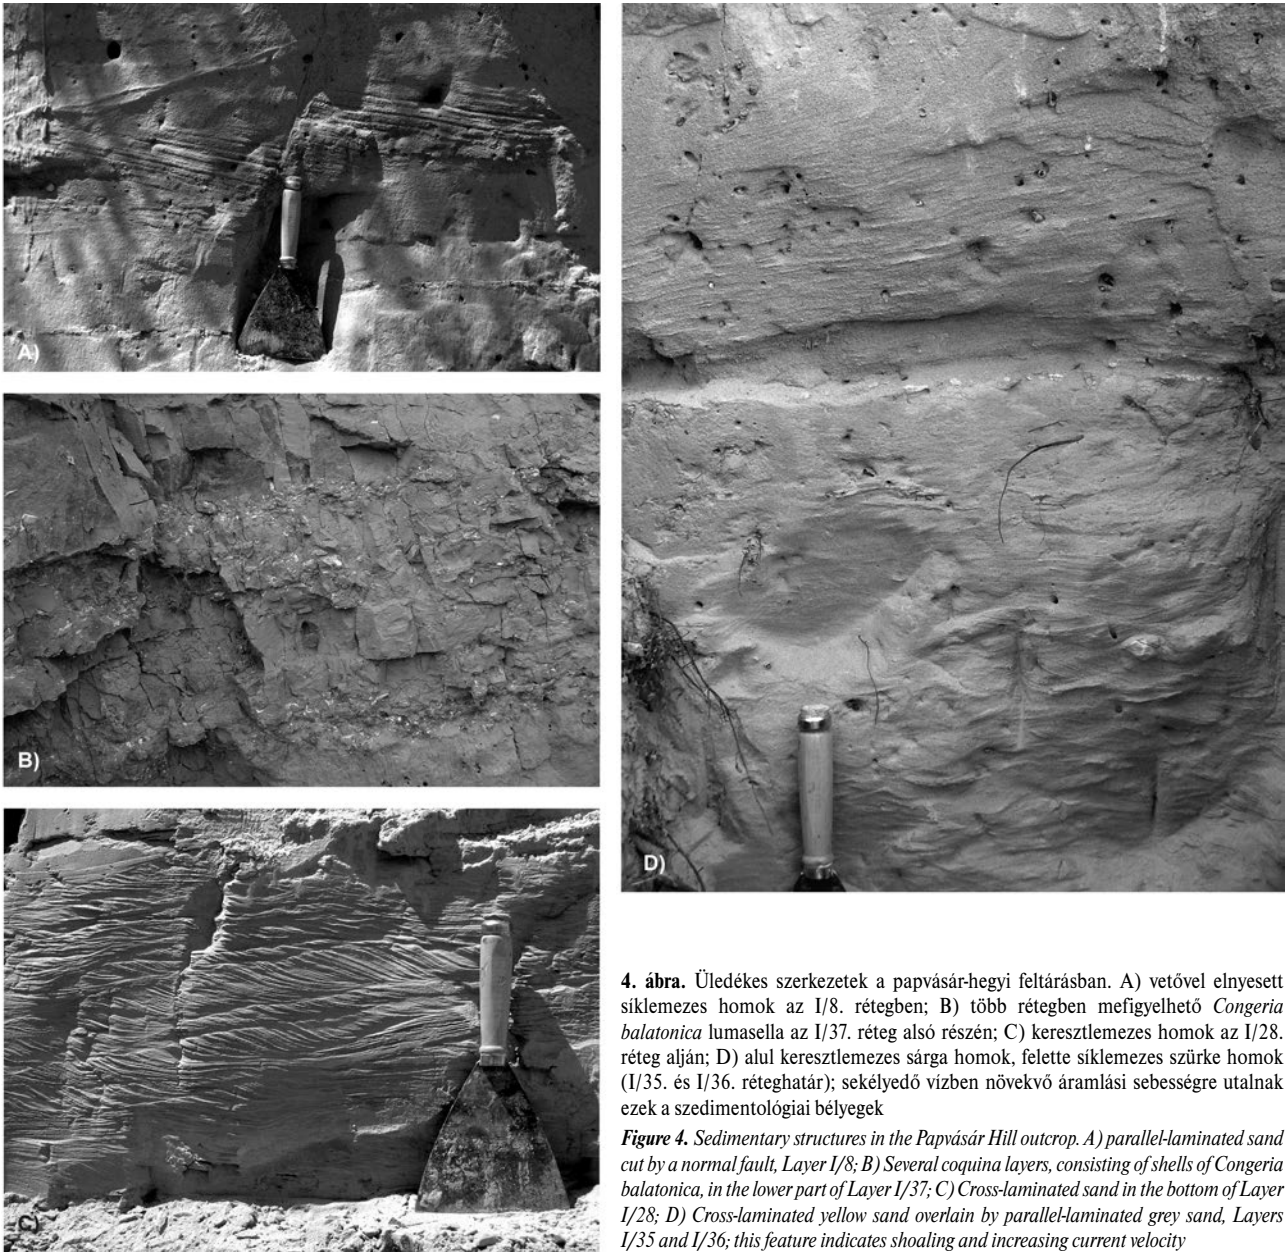 A)
B)
C)
D)
4. ábra. Üledékes szerkezetek a papvásár-hegyi feltárásban. A) vetővel elnyesett
síklemezes homok az I/8. rétegben; B) több rétegben mefigyelhető Congeria
balatonica lumasella az I/37. réteg alsó részén; C) keresztlemezes homok az I/28.
réteg alján; D) alul keresztlemezes sárga homok, felette síklemezes szürke homok
(I/35. és I/36. réteghatár); sekélyedő vízben növekvő áramlási sebességre utalnak
ezek a szedimentológiai bélyegek
Figure 4. Sedimentary structures in the Papvásár Hill outcrop. A) parallel-laminated sand
cut by a normal fault, Layer I/8; B) Several coquina layers, consisting of shells of Congeria
balatonica, in the lower part of Layer I/37; C) Cross-laminated sand in the bottom of Layer
I/28; D) Cross-laminated yellow sand overlain by parallel-laminated grey sand, Layers
I/35 and I/36; this feature indicates shoaling and increasing current velocity